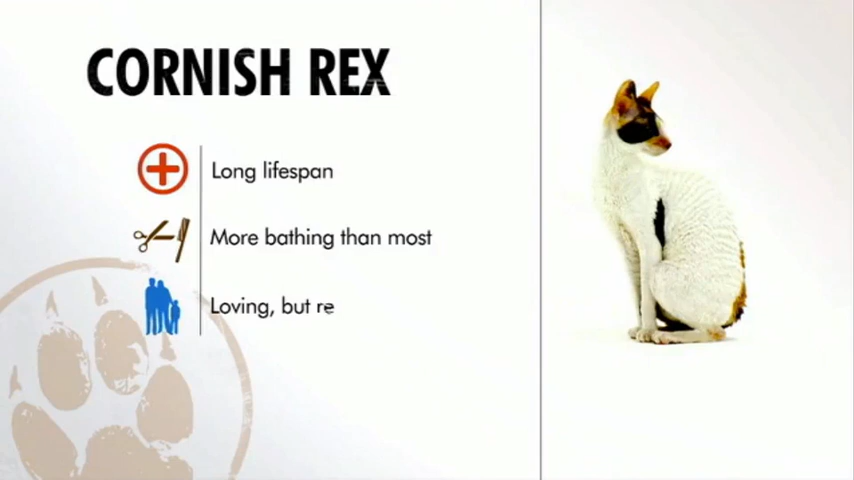 CORNISH REX
Long lifespan
More bathing than most
Loving, but re